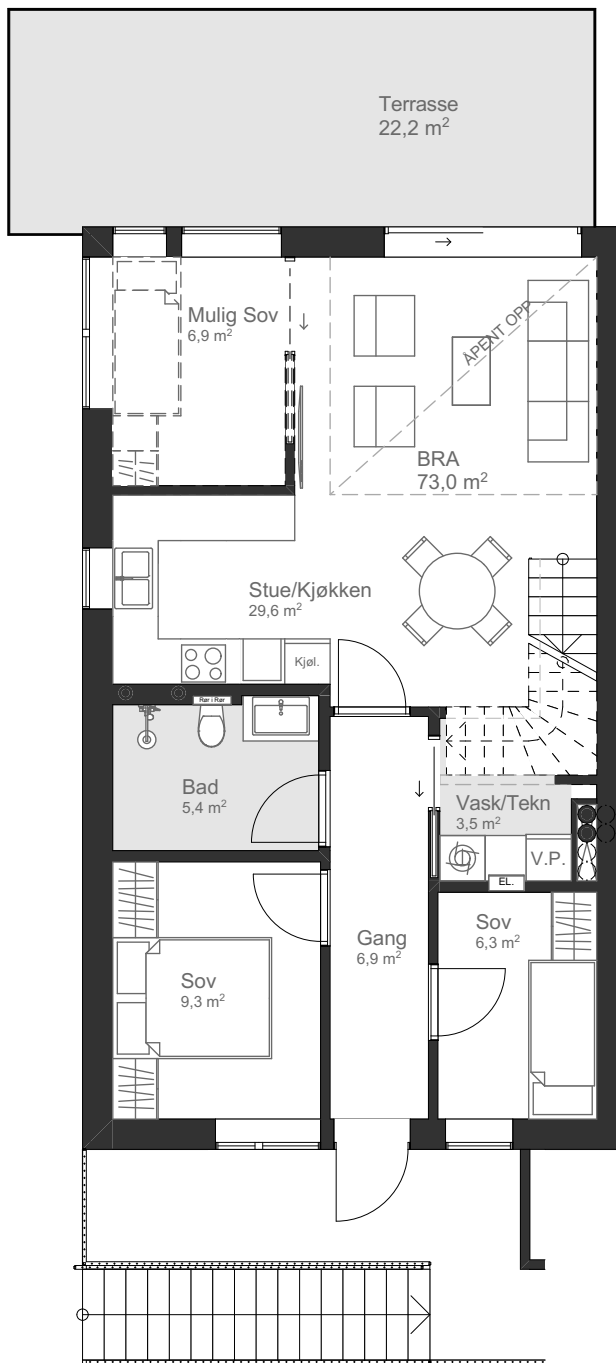 Terrasse
22,2 m²
Mulig Sov
6,9 m²
ÅPENT OPP
BRA
73,0 m²
Stue/Kjøkken
29,6 m²
Kjøl.
Rør i Rør
Bad
5,4 m²
Vask/Tekn
3,5 m²
V.P.
EL.
Sov
6,3 m²
Gang
6,9 m²
Sov
9,3 m²